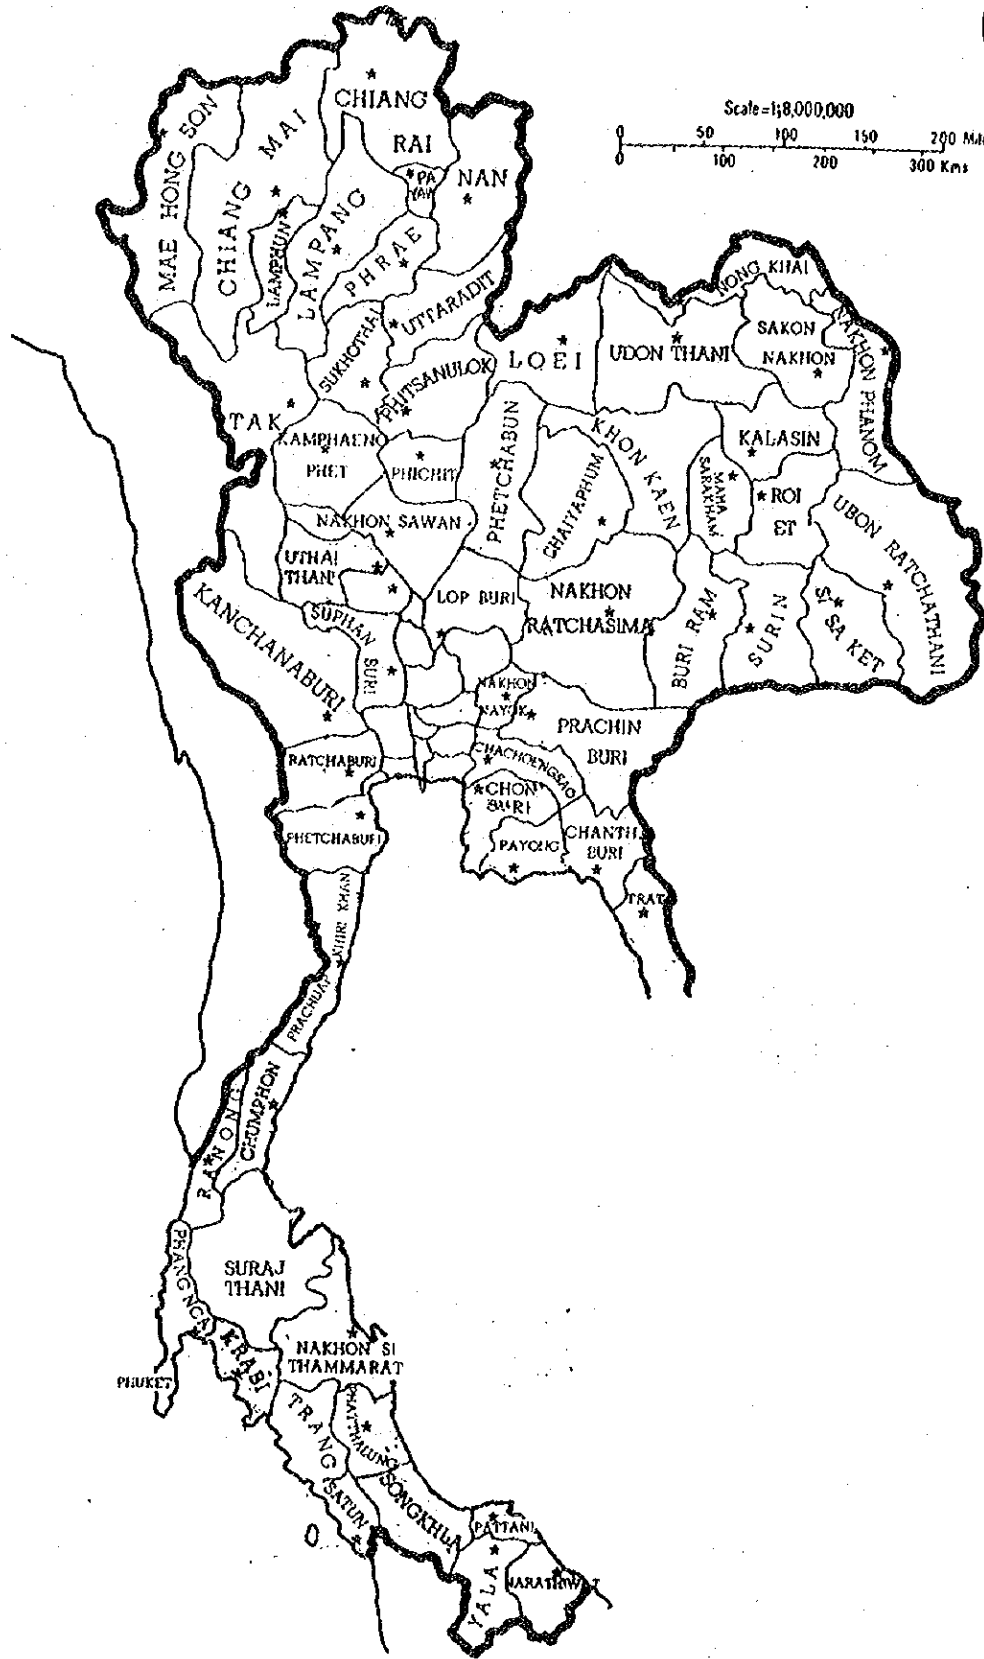 Scale=1;8,000,000
0 50 100 150 200 Mil
0 100 200 300 Kms
CHIANG
RAI
MAE HONG SON
CHIANG MAI
PA
YAW
NAN
LAMPHUN
LAMPANG
PHRAE
UTTARADIT
NONG KHAI
SUKHOTHAI
LOEI
UDON THANI
SAKON
NAKHON
NAKHON PHANOM
PHITSANULOK
TAK
KAMPHAENG
PHET
PHICHIT
PHETCHABUN
KHON KAEN
KALASIN
CHAIYAPHUM
MAHA
SARAKHAM
ROI
ET
UBON RATCHATHANI
NAKHON SAWAN
UTHAI
THANI
LOP BURI
NAKHON
RATCHASIMA
BURI RAM
SURIN
SI SA KET
KANCHANABURI
SUPHAN
BURI
NAKHON
NAYOK
PRACHIN
BURI
RATCHABURI
CHACHOENGSAO
CHON
BURI
PHETCHABURI
PAYONG
CHANTH
BURI
TRAT
PRACHUAP KHIRI KHAN
CHUMPHON
RANONG
SURAJ
THANI
PHANGNGA
KRABI
NAKHON SI
THAMMARAT
PHUKET
TRANG
PHATTHALUNG
SATUN
SONGKHLA
PATTANI
YALA